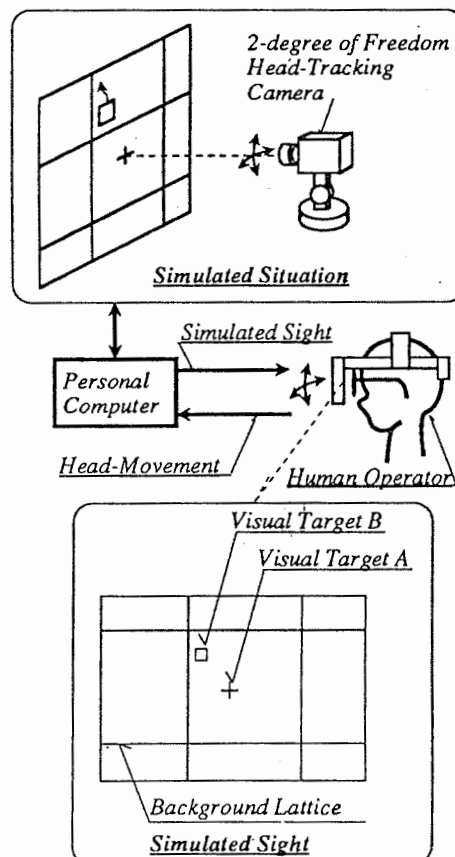 2-degree of Freedom
Head-Tracking
Camera
Simulated Situation
Simulated Sight
Personal
Computer
Head-Movement
Human Operator
Visual Target B
Visual Target A
Background Lattice
Simulated Sight